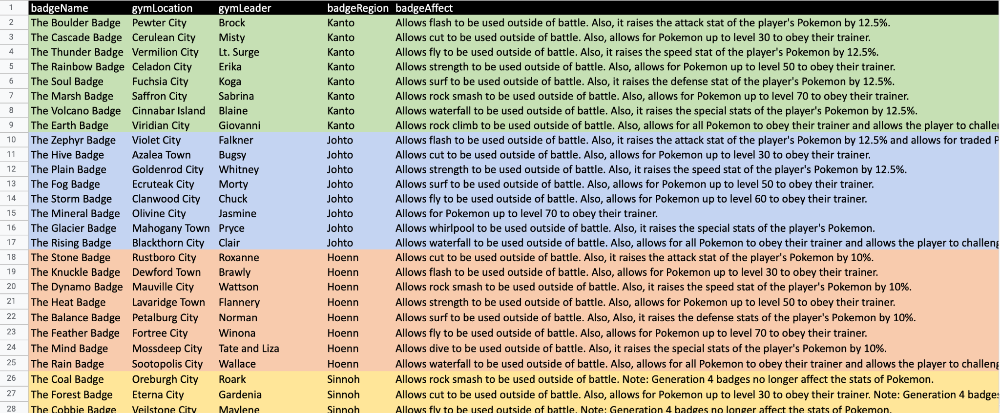 1 badgeName gymLocation gymLeader badgeRegion badgeAffect
2 The Boulder Badge Pewter City Brock Kanto Allows flash to be used outside of battle. Also, it raises the attack stat of the player's Pokemon by 12.5%.
3 The Cascade Badge Cerulean City Misty Kanto Allows cut to be used outside of battle. Also, allows for Pokemon up to level 30 to obey their trainer.
4 The Thunder Badge Vermilion City Lt. Surge Kanto Allows fly to be used outside of battle. Also, it raises the speed stat of the player's Pokemon by 12.5%.
5 The Rainbow Badge Celadon City Erika Kanto Allows strength to be used outside of battle. Also, allows for Pokemon up to level 50 to obey their trainer.
6 The Soul Badge Fuchsia City Koga Kanto Allows surf to be used outside of battle. Also, it raises the defense stat of the player's Pokemon by 12.5%.
7 The Marsh Badge Saffron City Sabrina Kanto Allows rock smash to be used outside of battle. Also, allows for Pokemon up to level 70 to obey their trainer.
8 The Volcano Badge Cinnabar Island Blaine Kanto Allows waterfall to be used outside of battle. Also, it raises the special stats of the player's Pokemon by 12.5%.
9 The Earth Badge Viridian City Giovanni Kanto Allows rock climb to be used outside of battle. Also, allows for all Pokemon to obey their trainer and allows the player to challen
10 The Zephyr Badge Violet City Falkner Johto Allows flash to be used outside of battle. Also, it raises the attack stat of the player's Pokemon by 12.5% and allows for traded P
11 The Hive Badge Azalea Town Bugsy Johto Allows cut to be used outside of battle. Also, allows for Pokemon up to level 30 to obey their trainer.
12 The Plain Badge Goldenrod City Whitney Johto Allows strength to be used outside of battle. Also, it raises the speed stat of the player's Pokemon by 12.5%.
13 The Fog Badge Ecruteak City Morty Johto Allows surf to be used outside of battle. Also, allows for Pokemon up to level 50 to obey their trainer.
14 The Storm Badge Clanwood City Chuck Johto Allows fly to be used outside of battle. Also, allows for Pokemon up to level 60 to obey their trainer.
15 The Mineral Badge Olivine City Jasmine Johto Allows for Pokemon up to level 70 to obey their trainer.
16 The Glacier Badge Mahogany Town Pryce Johto Allows whirlpool to be used outside of battle. Also, it raises the special stats of the player's Pokemon.
17 The Rising Badge Blackthorn City Clair Johto Allows waterfall to be used outside of battle. Also, allows for all Pokemon to obey their trainer and allows the player to challeng
18 The Stone Badge Rustboro City Roxanne Hoenn Allows cut to be used outside of battle. Also, it raises the attack stat of the player's Pokemon by 10%.
19 The Knuckle Badge Dewford Town Brawly Hoenn Allows flash to be used outside of battle. Also, allows for Pokemon up to level 30 to obey their trainer.
20 The Dynamo Badge Mauville City Wattson Hoenn Allows rock smash to be used outside of battle. Also, it raises the speed stat of the player's Pokemon by 10%.
21 The Heat Badge Lavaridge Town Flannery Hoenn Allows strength to be used outside of battle. Also, allows for Pokemon up to level 50 to obey their trainer.
22 The Balance Badge Petalburg City Norman Hoenn Allows surf to be used outside of battle. Also, Also, it raises the defense stats of the player's Pokemon by 10%.
23 The Feather Badge Fortree City Winona Hoenn Allows fly to be used outside of battle. Also, allows for Pokemon up to level 70 to obey their trainer.
24 The Mind Badge Mossdeep City Tate and Liza Hoenn Allows dive to be used outside of battle. Also, it raises the special stats of the player's Pokemon by 10%.
25 The Rain Badge Sootopolis City Wallace Hoenn Allows waterfall to be used outside of battle. Also, allows for all Pokemon to obey their trainer and allows the player to challeng
26 The Coal Badge Oreburgh City Roark Sinnoh Allows rock smash to be used outside of battle. Note: Generation 4 badges no longer affect the stats of Pokemon.
27 The Forest Badge Eterna City Gardenia Sinnoh Allows cut to be used outside of battle. Also, allows for Pokemon up to level 30 to obey their trainer. Note: Generation 4 badges
28 The Cobbie Badge Veilstone City Maylene Sinnoh Allows fly to be used outside of battle. Note: Generation 4 badges no longer affect the stats of Pokemon.